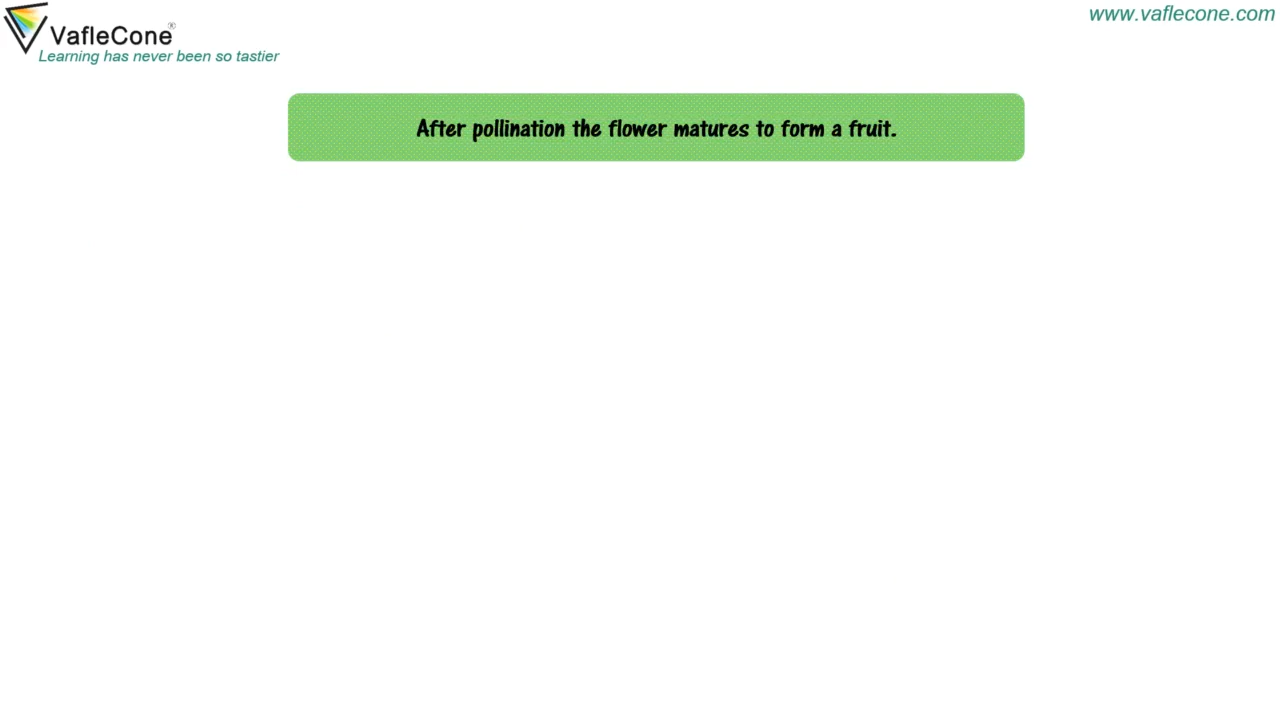 VafleCone®
Learning has never been so tastier
www.vaflecone.com
After pollination the flower matures to form a fruit.